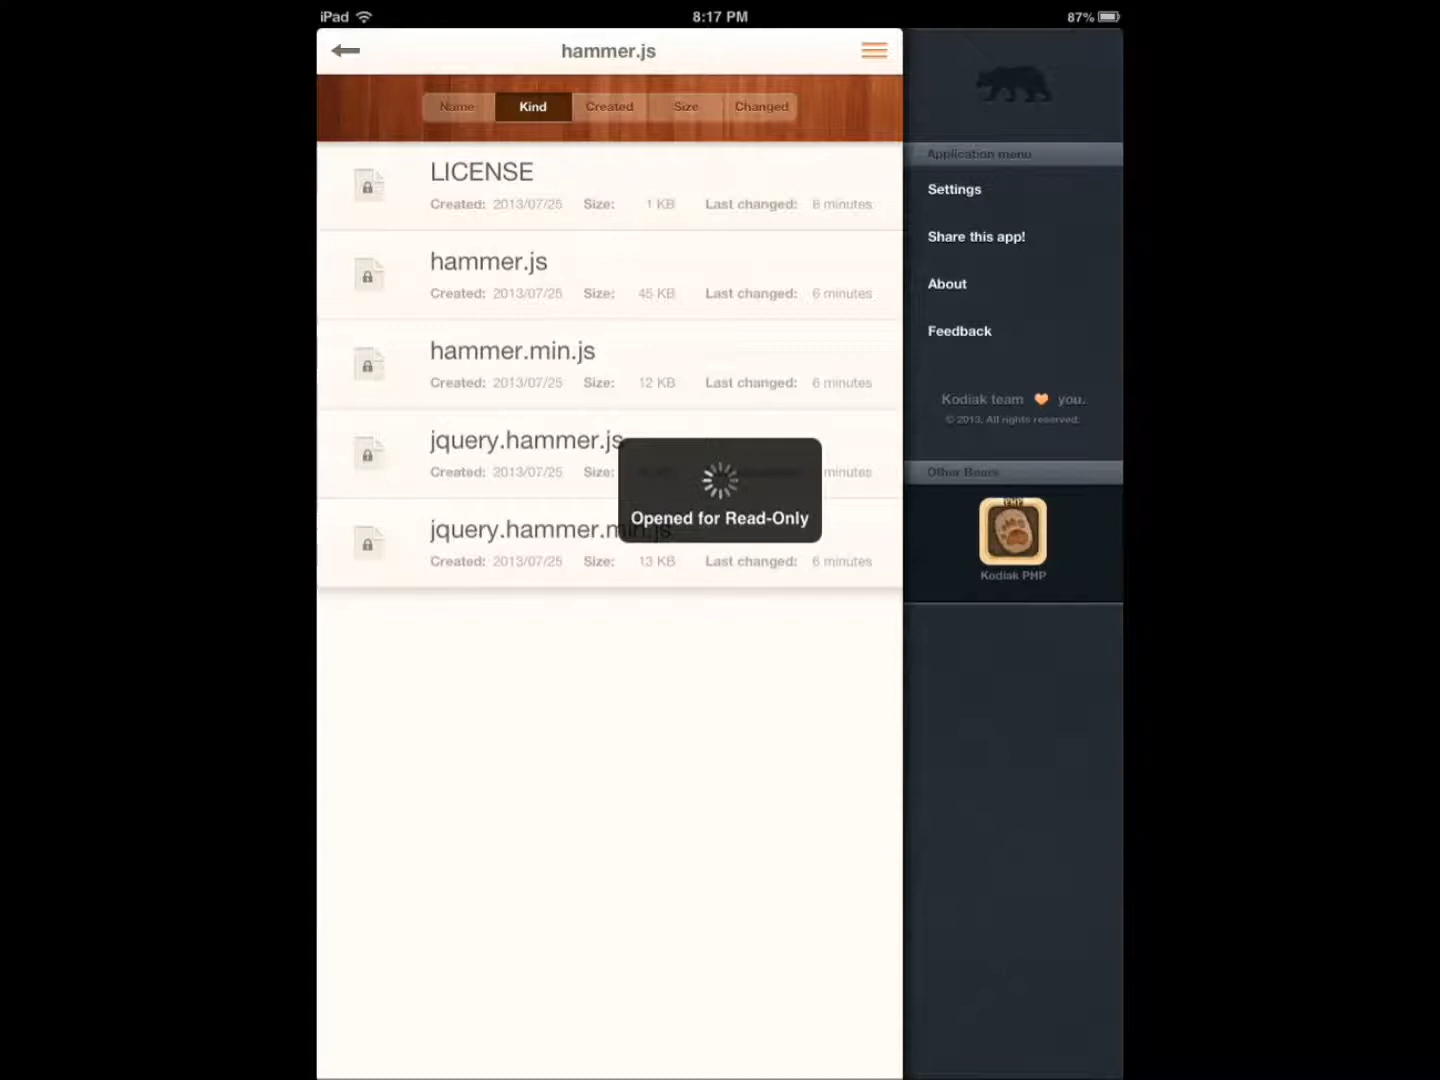 iPad 8:17 PM 87%
hammer.js
Name Kind Created Size Changed
LICENSE
Created: 2013/07/25 Size: 1 KB Last changed: 8 minutes
hammer.js
Created: 2013/07/25 Size: 45 KB Last changed: 6 minutes
hammer.min.js
Created: 2013/07/25 Size: 12 KB Last changed: 6 minutes
jquery.hammer.js
Created: 2013/07/25 Size: minutes
Opened for Read-Only
jquery.hammer.min.js
Created: 2013/07/25 Size: 13 KB Last changed: 6 minutes
Application menu
Settings
Share this app!
About
Feedback
Kodiak team you.
© 2013. All rights reserved.
Other Bears
PHP
Kodiak PHP